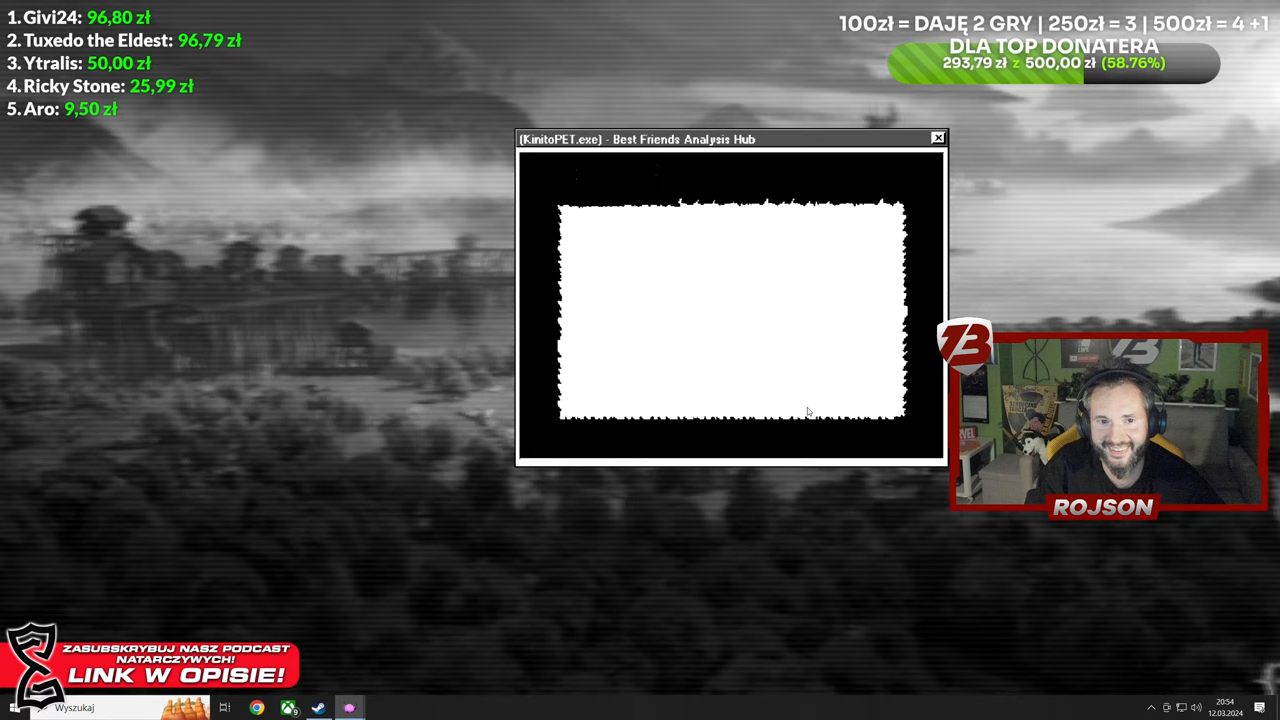 1. Givi24: 96,80 zł
2. Tuxedo the Eldest: 96,79 zł
3. Ytralis: 50,00 zł
4. Ricky Stone: 25,99 zł
5. Aro: 9,50 zł
100zł = DAJĘ 2 GRY | 250zł = 3 | 500zł = 4 +1
DLA TOP DONATERA
293,79 zł z 500,00 zł (58.76%)
(KinitoPET.exe) - Best Friends Analysis Hub
ROJSON
ZASUBSKRYBUJ NASZ PODCAST
NATARCZYWYCH!
LINK W OPISIE!
Wyszukaj
9
20:54
12.03.2024